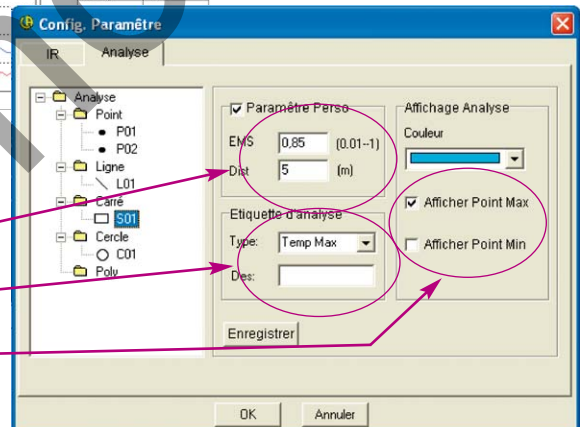 Config. Paramètre
IR Analyse
Analyse
Point
P01
P02
Ligne
L01
Carré
S01
Cercle
C01
Poly
Paramêtre Perso
EMS 0,85 (0.01--1)
Dist 5 (m)
Etiquette d'analyse
Type: Temp Max
Des:
Enregistrer
Affichage Analyse
Couleur
Afficher Point Max
Afficher Point Min
OK Annuler